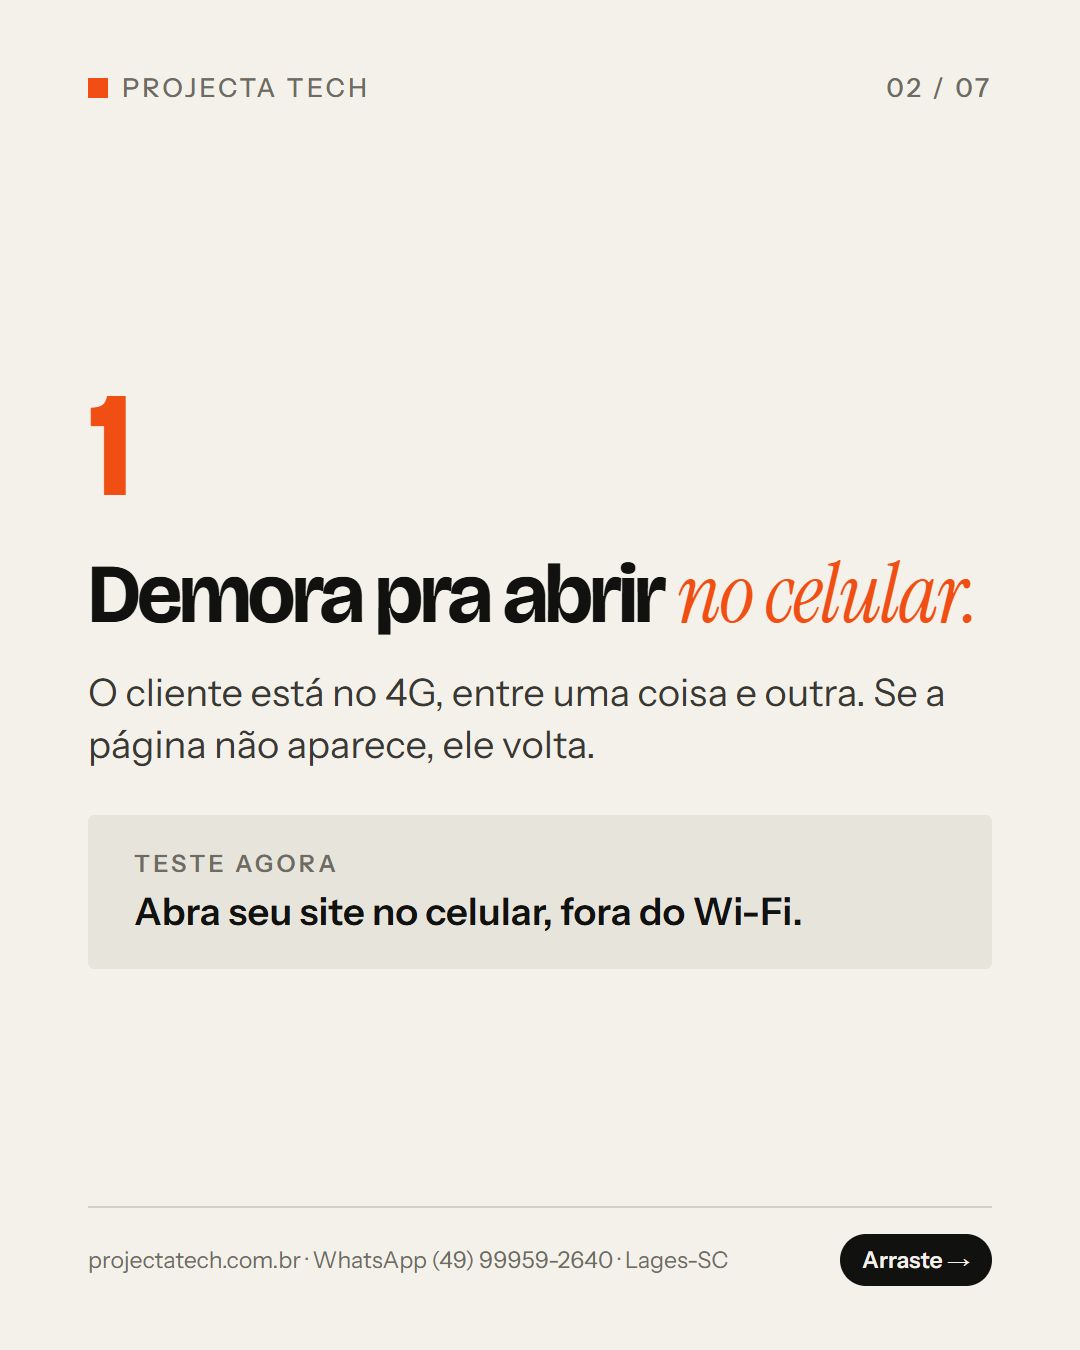 PROJECTA TECH
02 / 07
1
Demora pra abrir no celular.
O cliente está no 4G, entre uma coisa e outra. Se a
página não aparece, ele volta.
TESTE AGORA
Abra seu site no celular, fora do Wi-Fi.
projectatech.com.br · WhatsApp (49) 99959-2640 · Lages-SC
Arraste →